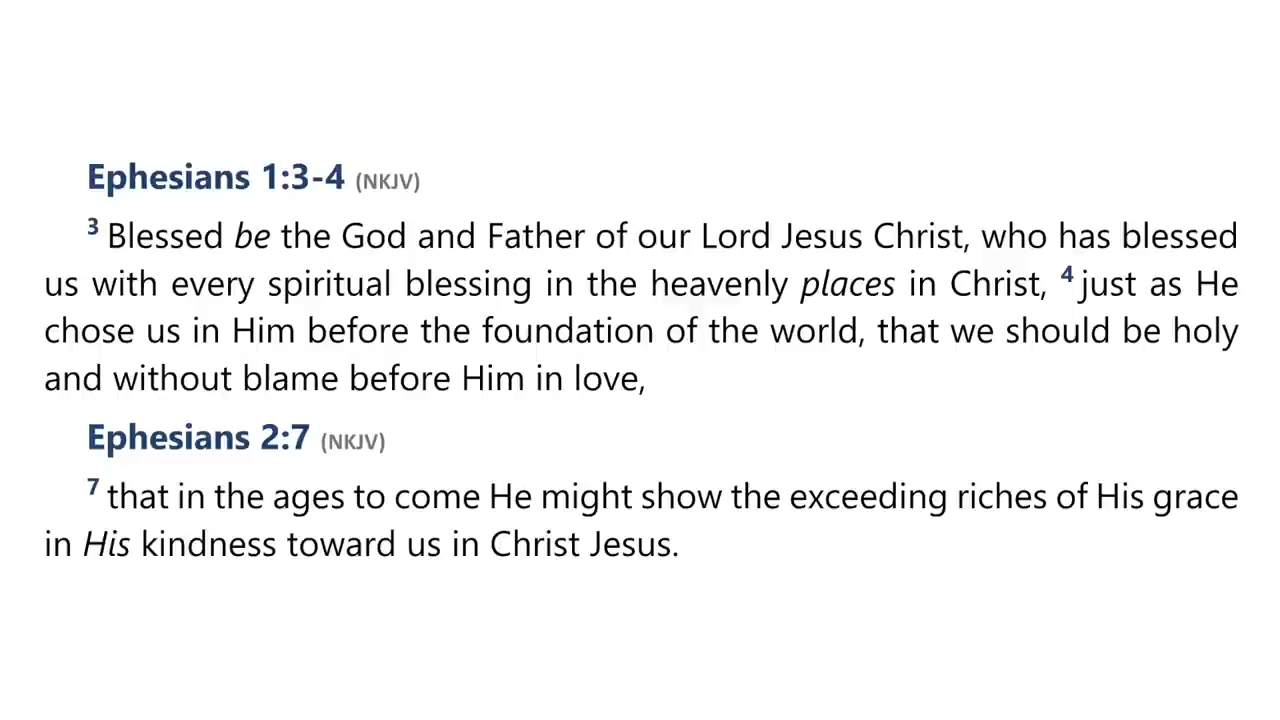 Ephesians 1:3-4 (NKJV)
3 Blessed be the God and Father of our Lord Jesus Christ, who has blessed
us with every spiritual blessing in the heavenly places in Christ, 4 just as He
chose us in Him before the foundation of the world, that we should be holy
and without blame before Him in love,
Ephesians 2:7 (NKJV)
7 that in the ages to come He might show the exceeding riches of His grace
in His kindness toward us in Christ Jesus.